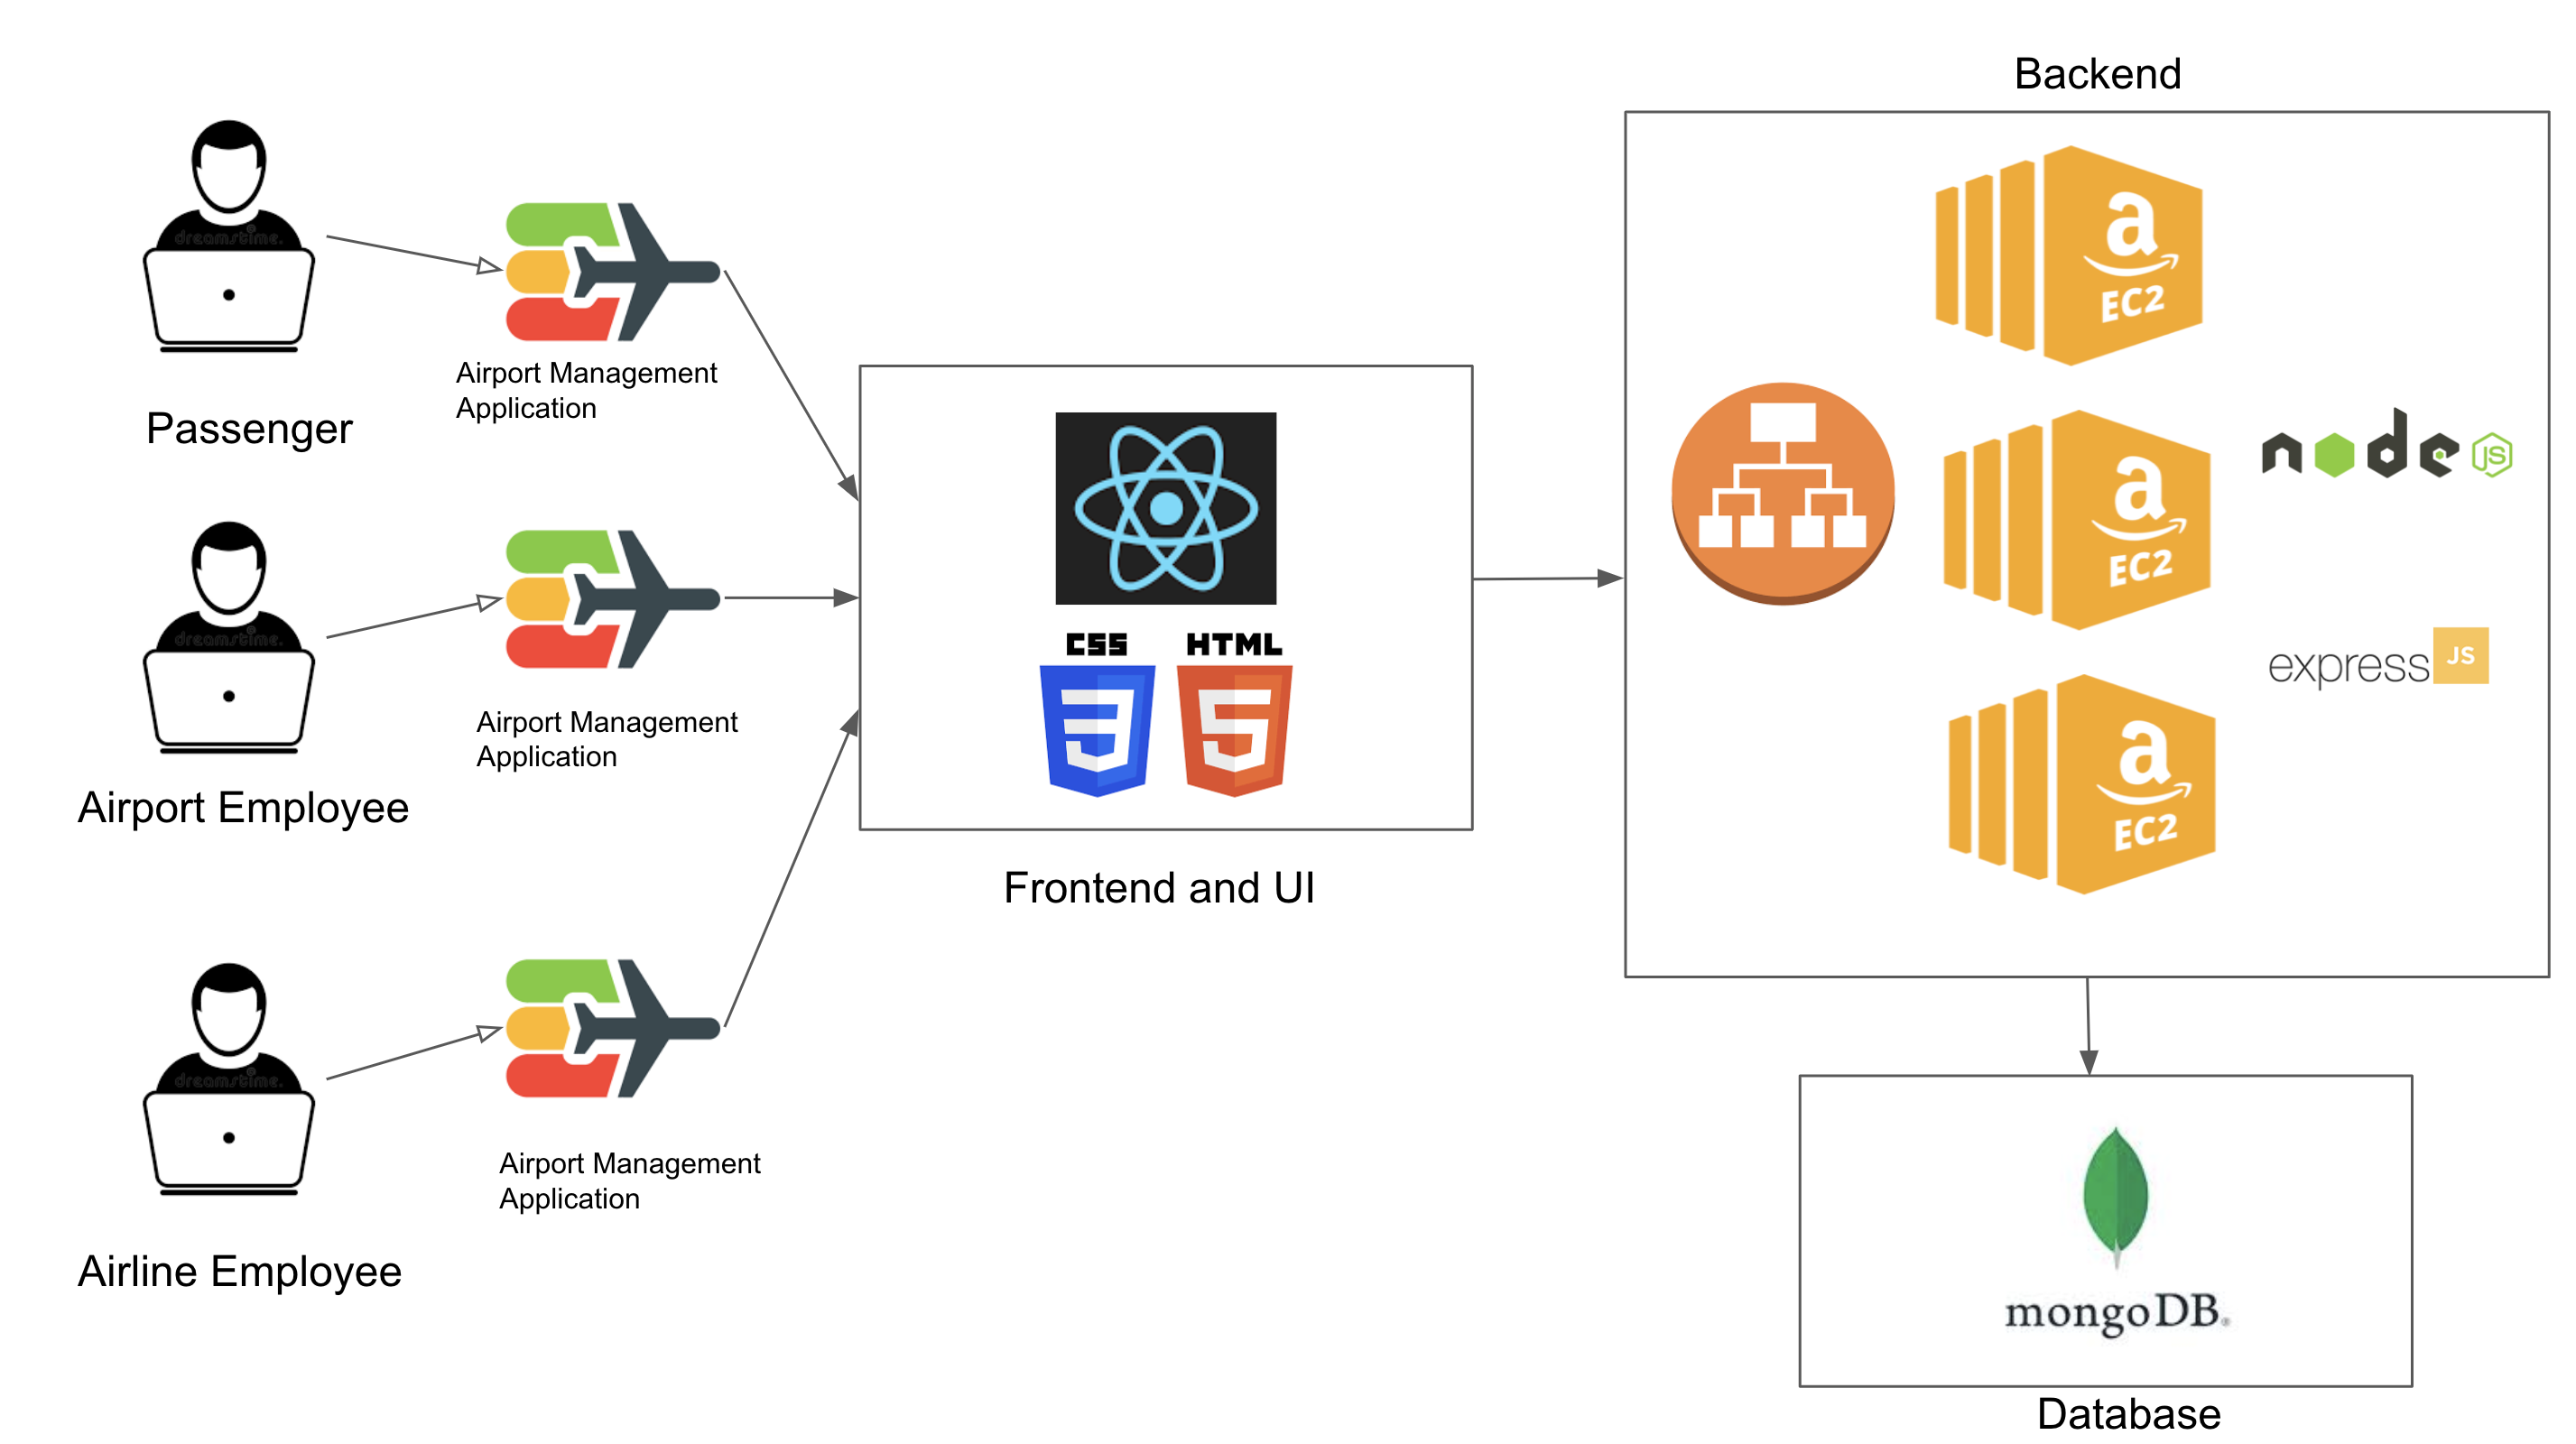 Backend
dreamstime.
Passenger
Airport Management
Application
dreamstime.
Airport Employee
Airport Management
Application
dreamstime.
Airline Employee
Airport Management
Application
CSS
HTML
Frontend and UI
a
EC2
a
EC2
a
EC2
node
JS
express
JS
mongoDB®
Database